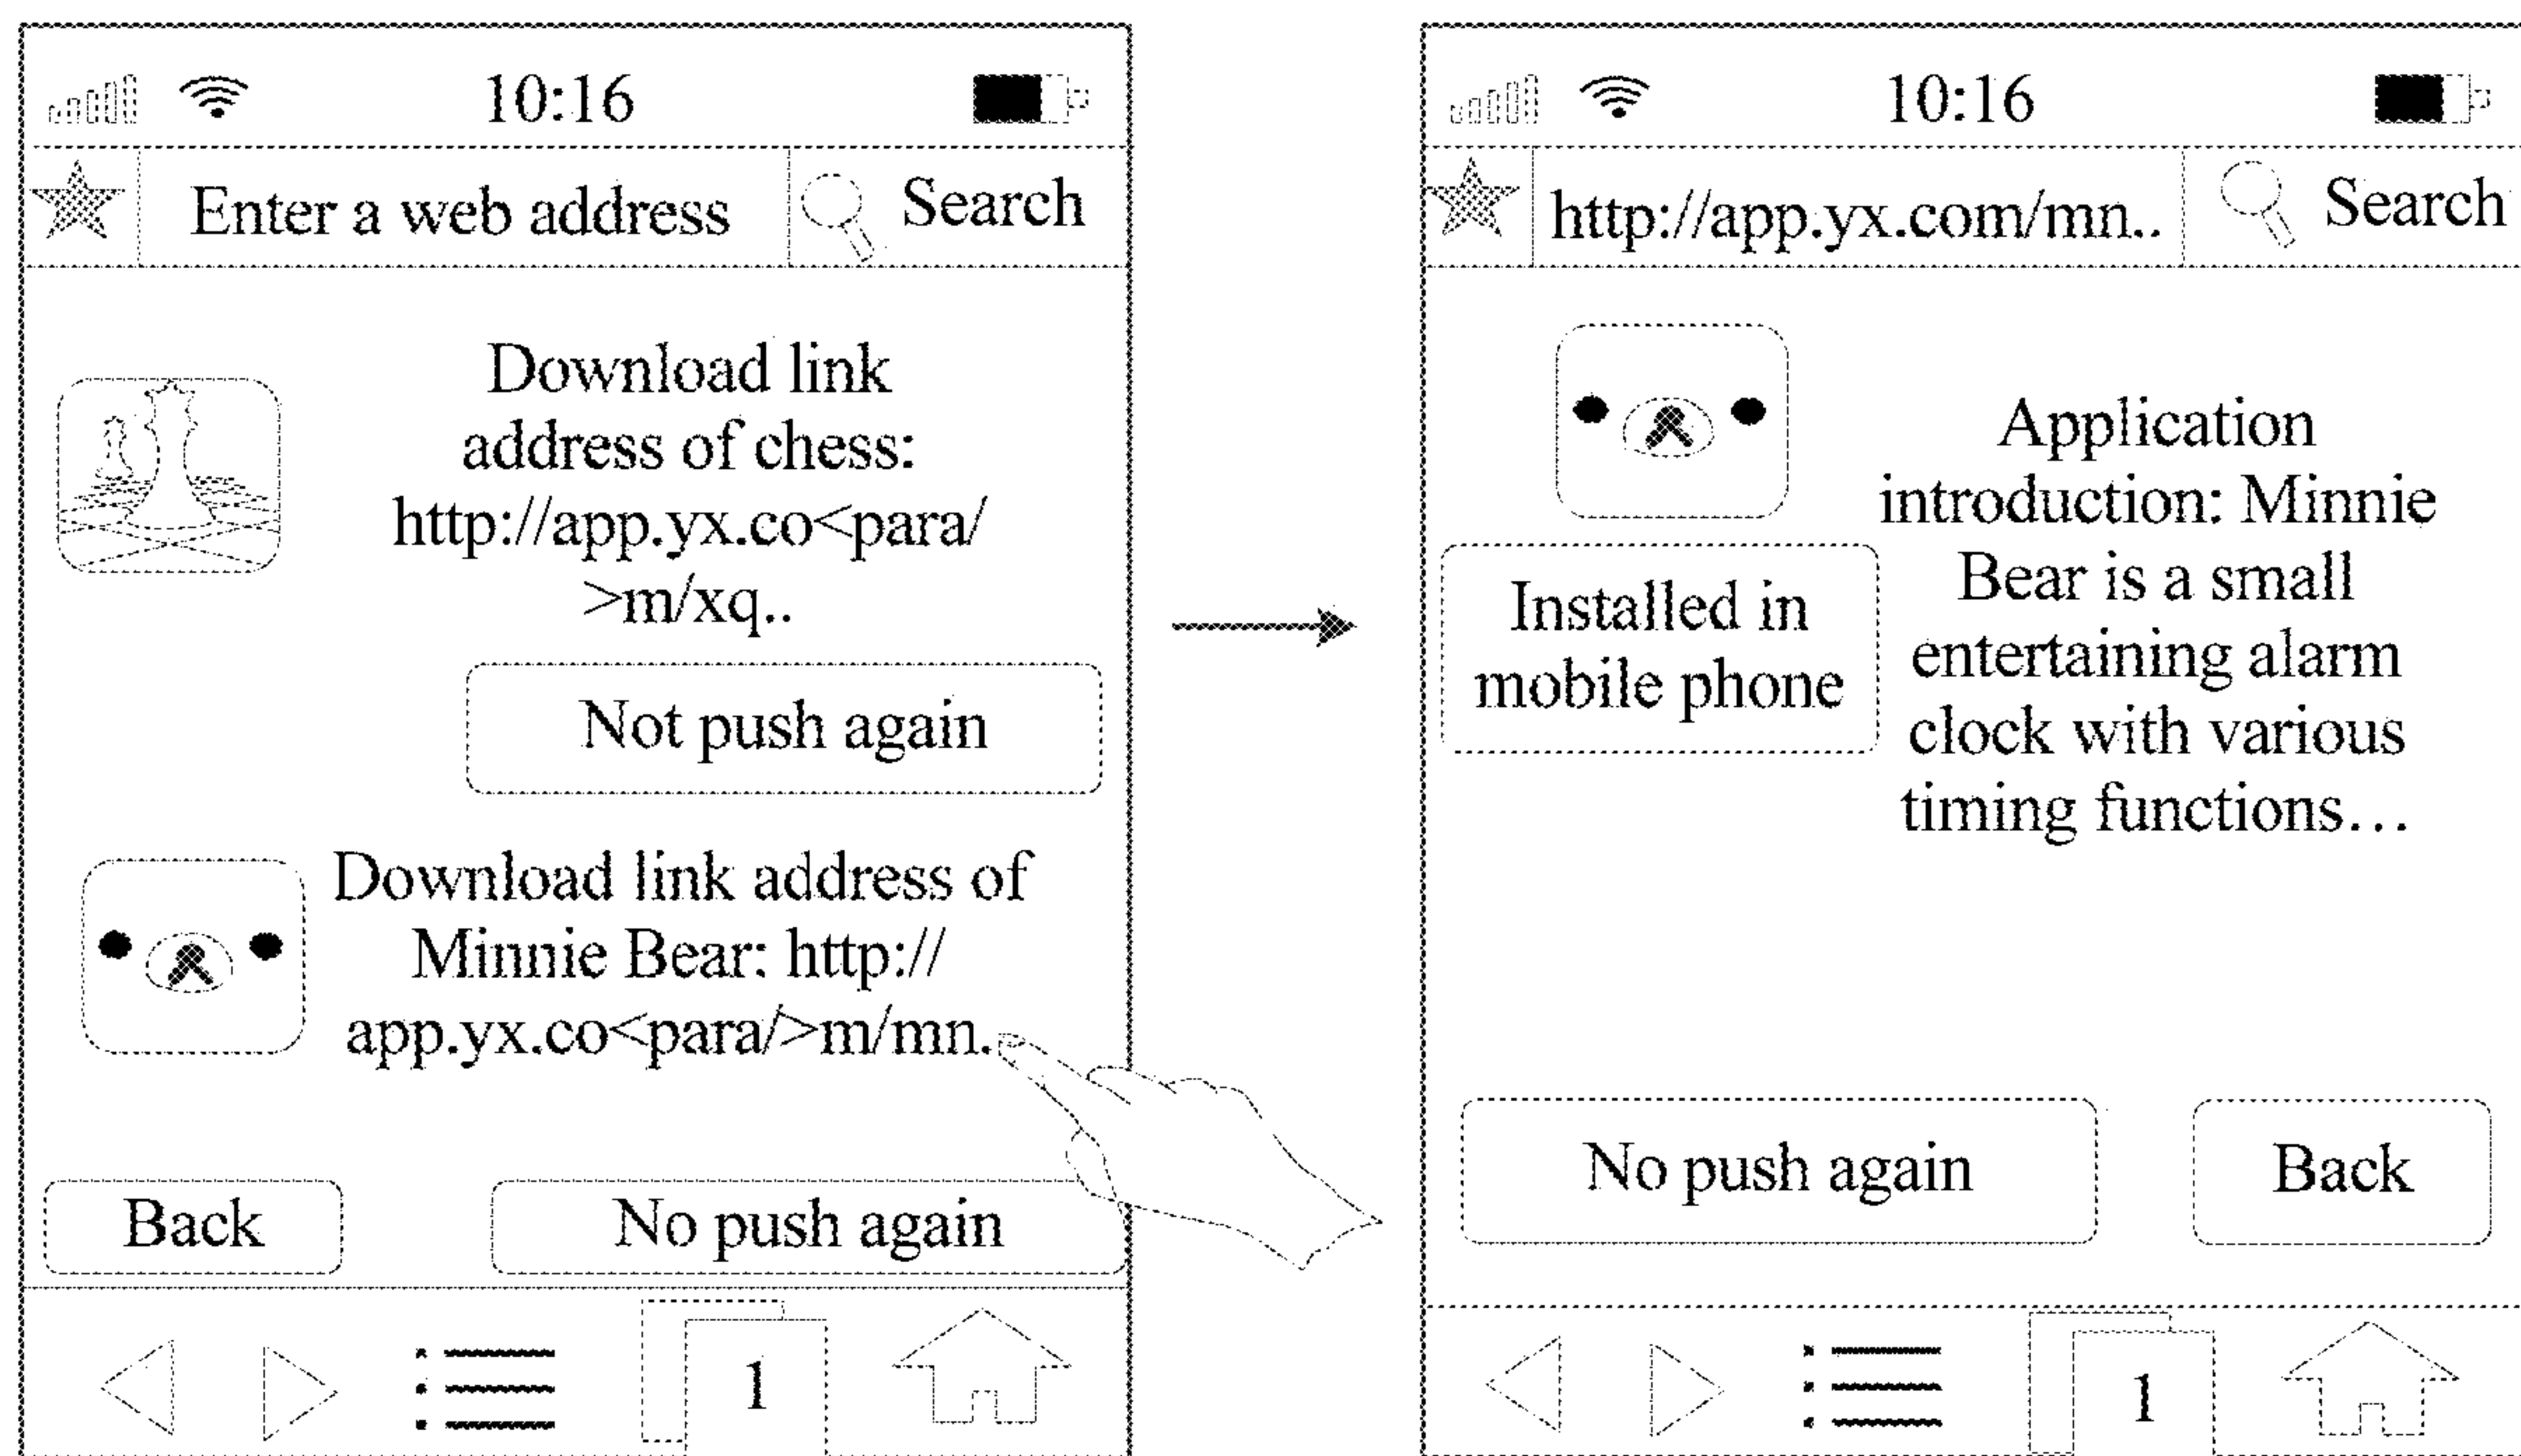 10:16
Enter a web address
Search
Download link
address of chess:
http://app.yx.co<para/
>m/xq..
Not push again
Download link address of
Minnie Bear: http://
app.yx.co<para/>m/mn.
Back
No push again
1
10:16
http://app.yx.com/mn..
Search
Installed in
mobile phone
Application
introduction: Minnie
Bear is a small
entertaining alarm
clock with various
timing functions…
No push again
Back
1